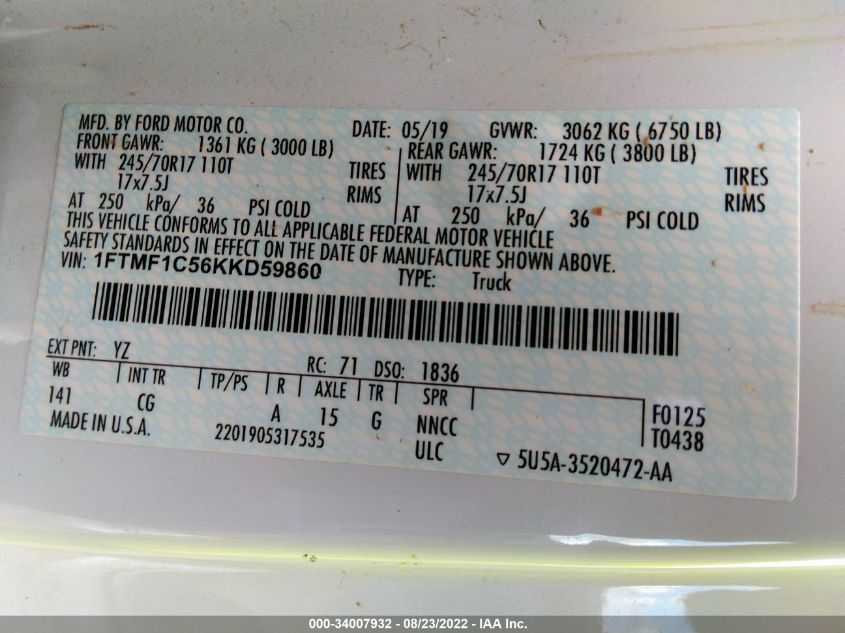 MFD. BY FORD MOTOR CO. DATE: 05/19 GVWR: 3062 KG ( 6750 LB)
FRONT GAWR: 1361 KG ( 3000 LB) REAR GAWR: 1724 KG ( 3800 LB)
WITH 245/70R17 110T TIRES WITH 245/70R17 110T TIRES
17x7.5J RIMS 17x7.5J RIMS
AT 250 kPa/ 36 PSI COLD AT 250 kPa/ 36 PSI COLD
THIS VEHICLE CONFORMS TO ALL APPLICABLE FEDERAL MOTOR VEHICLE
SAFETY STANDARDS IN EFFECT ON THE DATE OF MANUFACTURE SHOWN ABOVE.
VIN: 1FTMF1C56KKD59860 TYPE: Truck
EXT PNT: YZ RC: 71 DSO: 1836
WB INT TR TP/PS R AXLE TR SPR F0125
141 CG A 15 G NNCC T0438
MADE IN U.S.A. 2201905317535 ULC ▽ 5U5A-3520472-AA
000-34007932 - 08/23/2022 - IAA Inc.